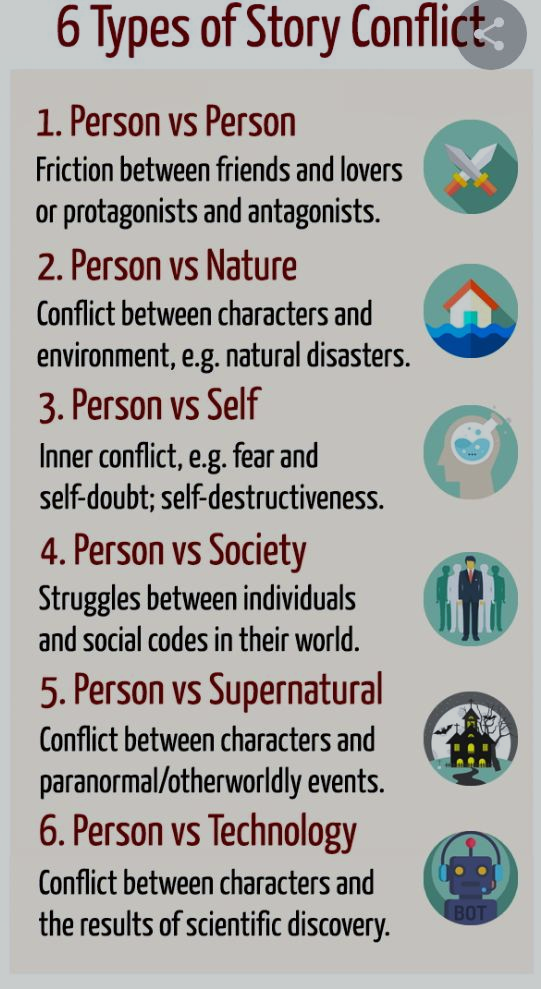 6 Types of Story Conflict
1. Person vs Person
Friction between friends and lovers
or protagonists and antagonists.
2. Person vs Nature
Conflict between characters and
environment, e.g. natural disasters.
3. Person vs Self
Inner conflict, e.g. fear and
self-doubt; self-destructiveness.
4. Person vs Society
Struggles between individuals
and social codes in their world.
5. Person vs Supernatural
Conflict between characters and
paranormal/otherworldly events.
6. Person vs Technology
Conflict between characters and
the results of scientific discovery.
BOT